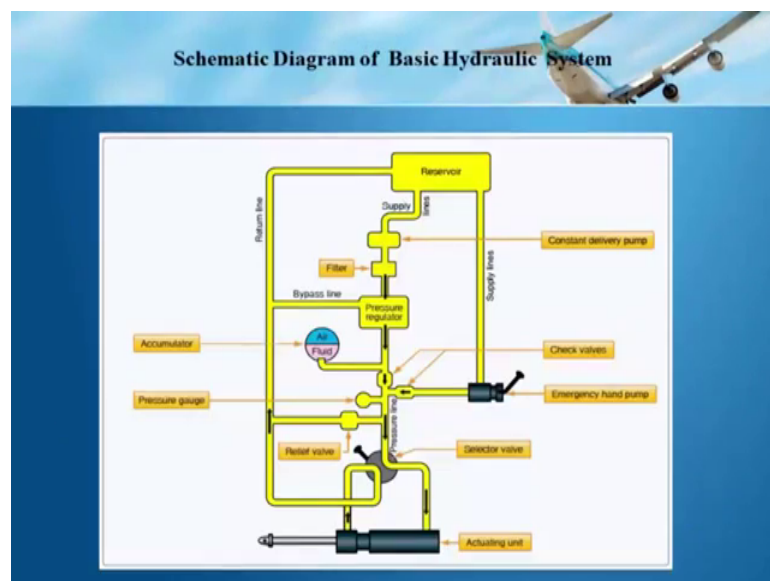 Schematic Diagram of Basic Hydraulic System
Reservoir
Supply lines
Return line
Constant delivery pump
Filter
Supply lines
Bypass line
Pressure regulator
Air
Fluid
Accumulator
Check valves
Pressure gauge
Emergency hand pump
Pressure line
Relief valve
Selector valve
Actuating unit